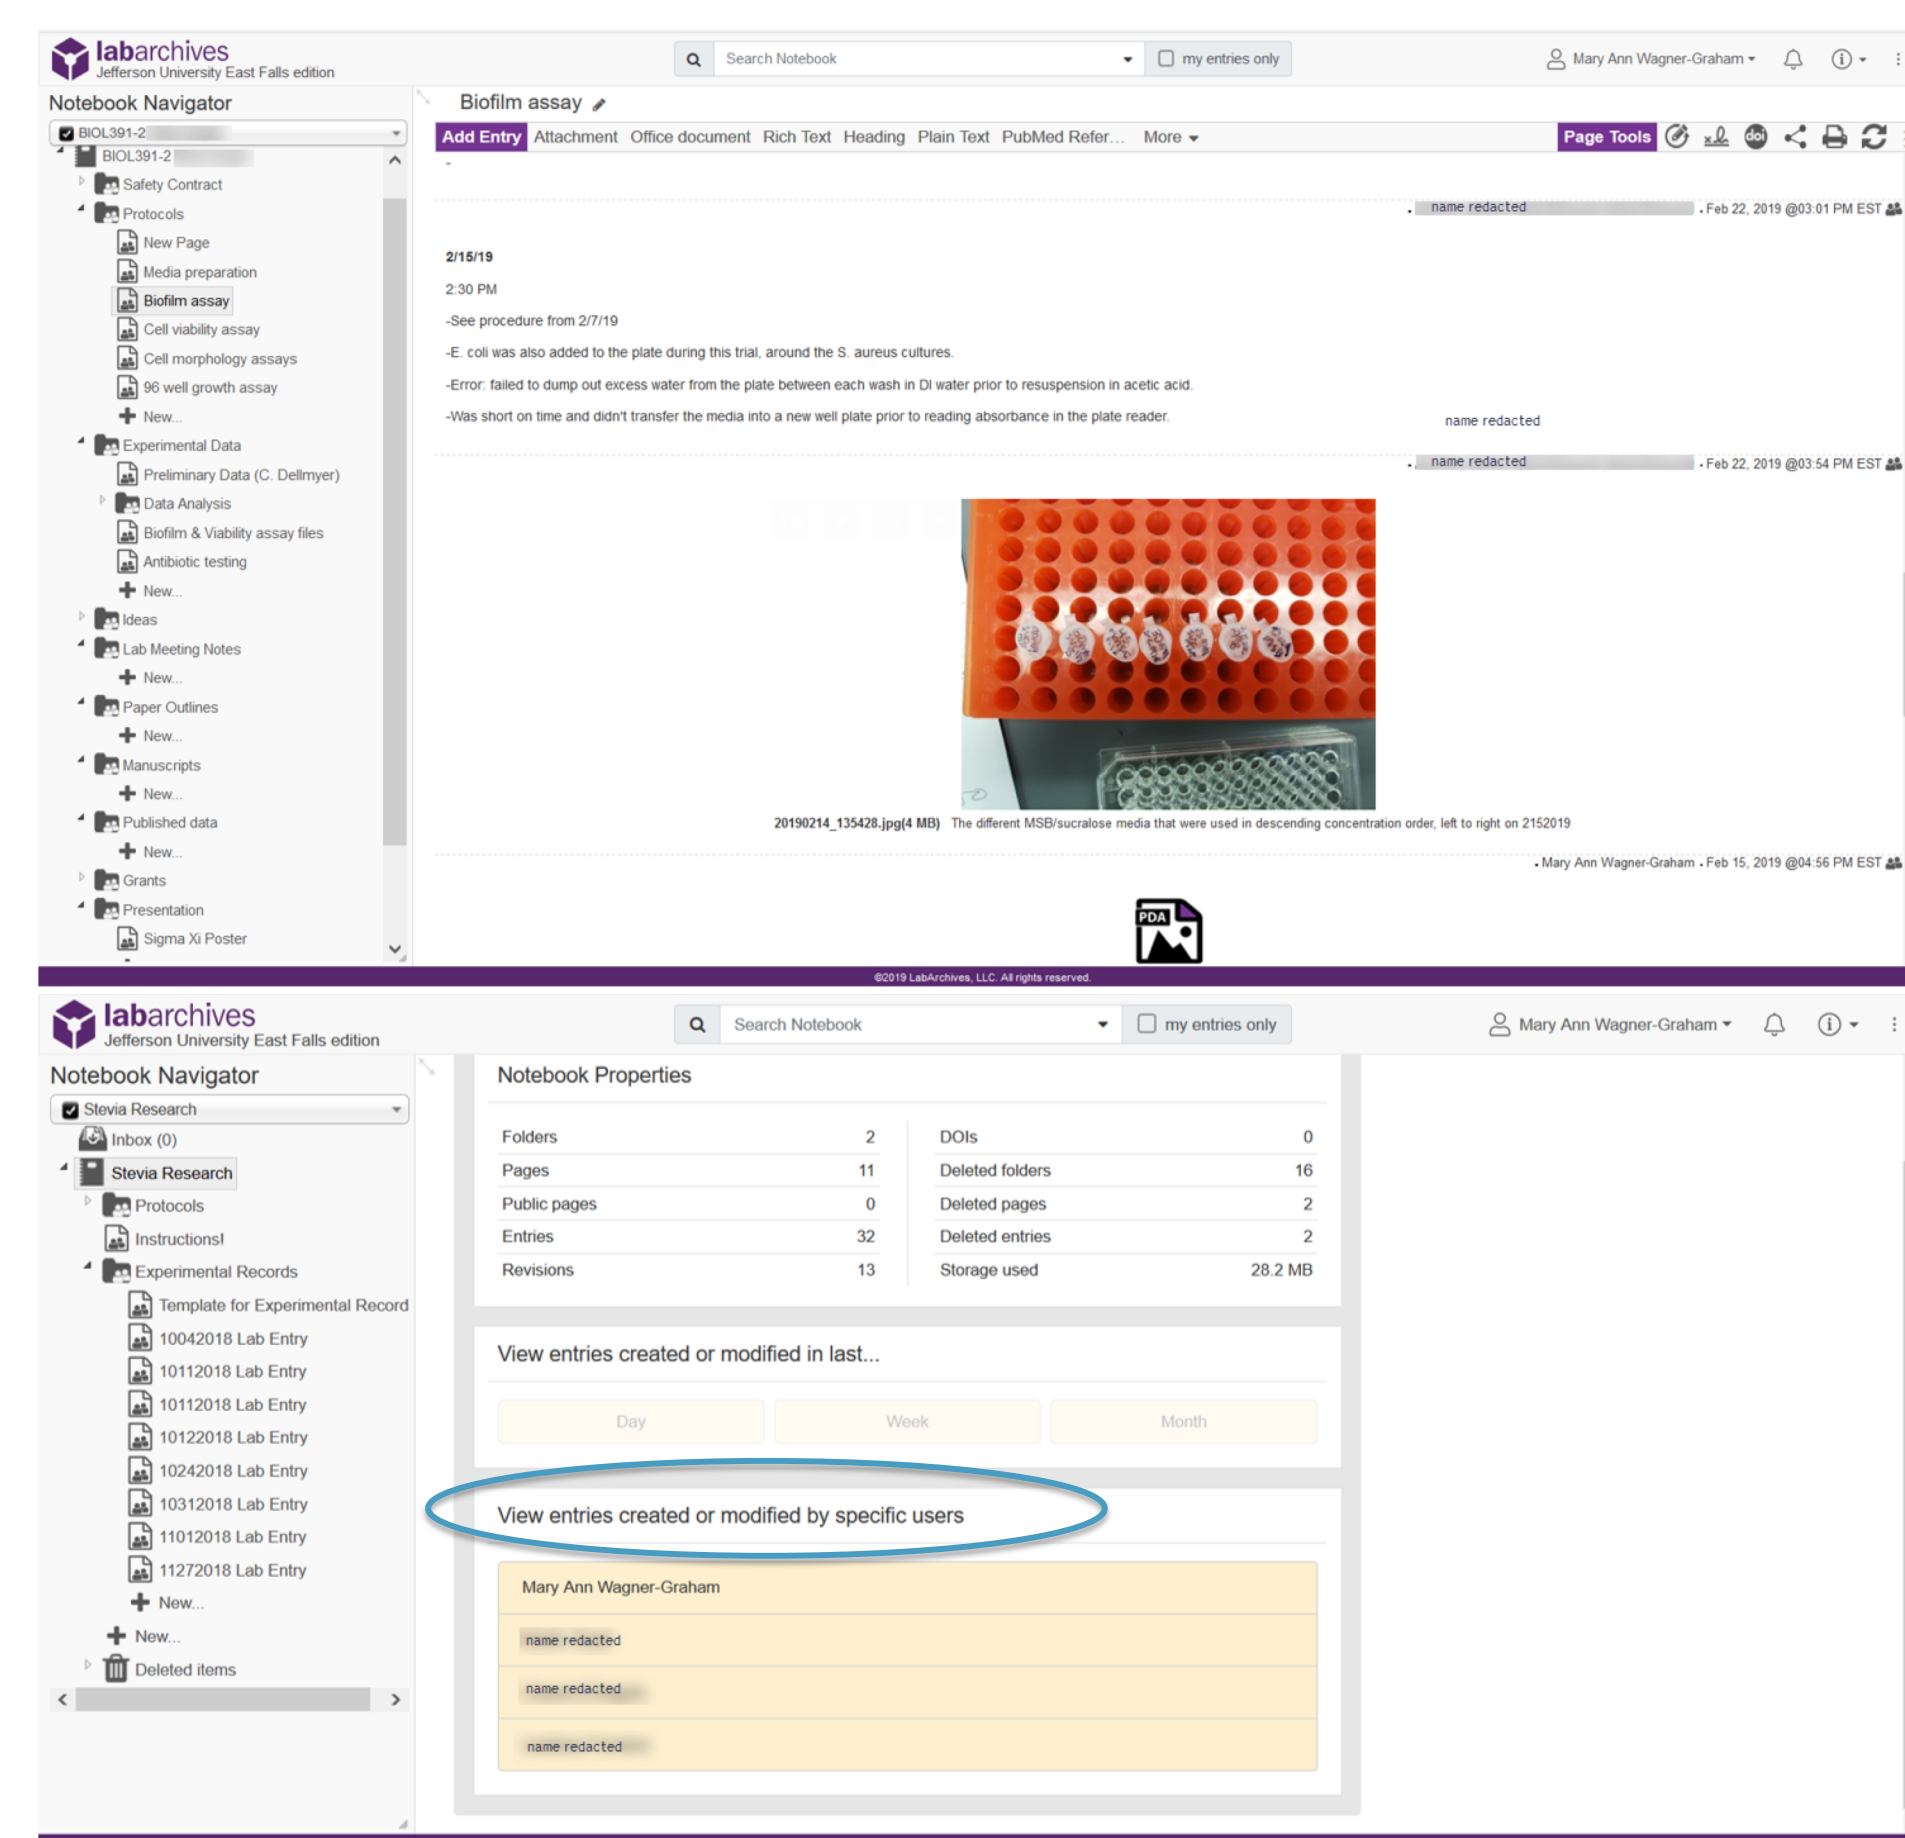 labarchives
Jefferson University East Falls edition
Search Notebook
my entries only
Mary Ann Wagner-Graham
Notebook Navigator
BIOL391-2
BIOL391-2
Safety Contract
Protocols
New Page
Media preparation
Biofilm assay
Cell viability assay
Cell morphology assays
96 well growth assay
New...
Experimental Data
Preliminary Data (C. Dellmyer)
Data Analysis
Biofilm & Viability assay files
Antibiotic testing
New...
Ideas
Lab Meeting Notes
New...
Paper Outlines
New...
Manuscripts
New...
Published data
New...
Grants
Presentation
Sigma Xi Poster
Biofilm assay
Add Entry Attachment Office document Rich Text Heading Plain Text PubMed Refer... More
Page Tools
doi
-
name redacted • Feb 22, 2019 @03:01 PM EST
2/15/19
2:30 PM
-See procedure from 2/7/19
-E. coli was also added to the plate during this trial, around the S. aureus cultures.
-Error: failed to dump out excess water from the plate between each wash in DI water prior to resuspension in acetic acid.
-Was short on time and didn't transfer the media into a new well plate prior to reading absorbance in the plate reader.
name redacted
name redacted • Feb 22, 2019 @03:54 PM EST
20190214_135428.jpg(4 MB) The different MSB/sucralose media that were used in descending concentration order, left to right on 2152019
• Mary Ann Wagner-Graham • Feb 15, 2019 @04:56 PM EST
PDA
©2019 LabArchives, LLC. All rights reserved.
labarchives
Jefferson University East Falls edition
Search Notebook
my entries only
Mary Ann Wagner-Graham
Notebook Navigator
Stevia Research
Inbox (0)
Stevia Research
Protocols
Instructions!
Experimental Records
Template for Experimental Record
10042018 Lab Entry
10112018 Lab Entry
10112018 Lab Entry
10122018 Lab Entry
10242018 Lab Entry
10312018 Lab Entry
11012018 Lab Entry
11272018 Lab Entry
New...
New...
Deleted items
Notebook Properties
Folders 2 DOIs 0
Pages 11 Deleted folders 16
Public pages 0 Deleted pages 2
Entries 32 Deleted entries 2
Revisions 13 Storage used 28.2 MB
View entries created or modified in last...
Day Week Month
View entries created or modified by specific users
Mary Ann Wagner-Graham
name redacted
name redacted
name redacted